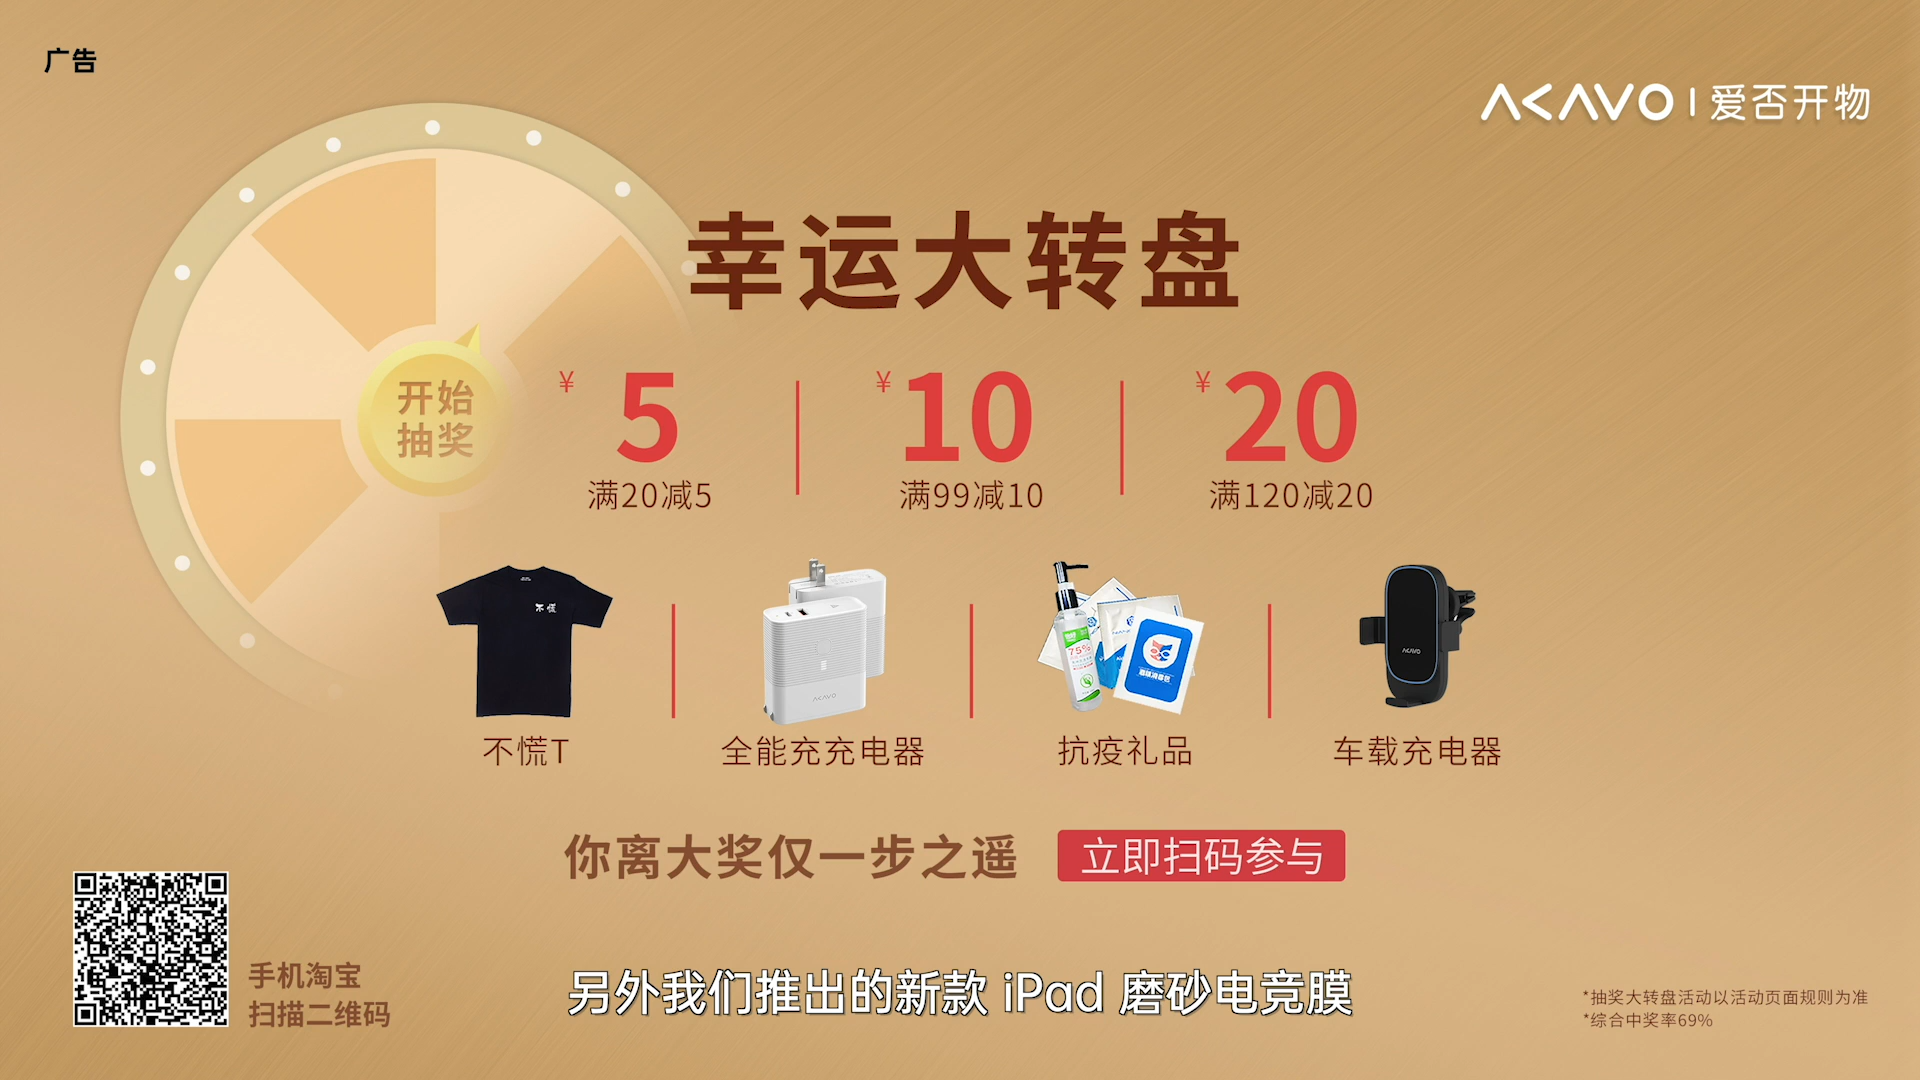 广告
ACAVO | 爱否开物
幸运大转盘
开始
抽奖
¥5
¥10
¥20
满20减5
满99减10
满120减20
不慌
ACAVO
75%
ACAVO
不慌T
全能充充电器
抗疫礼品
车载充电器
你离大奖仅一步之遥
立即扫码参与
手机淘宝
扫描二维码
另外我们推出的新款 iPad 磨砂电竞膜
*抽奖大转盘活动以活动页面规则为准
*综合中奖率69%